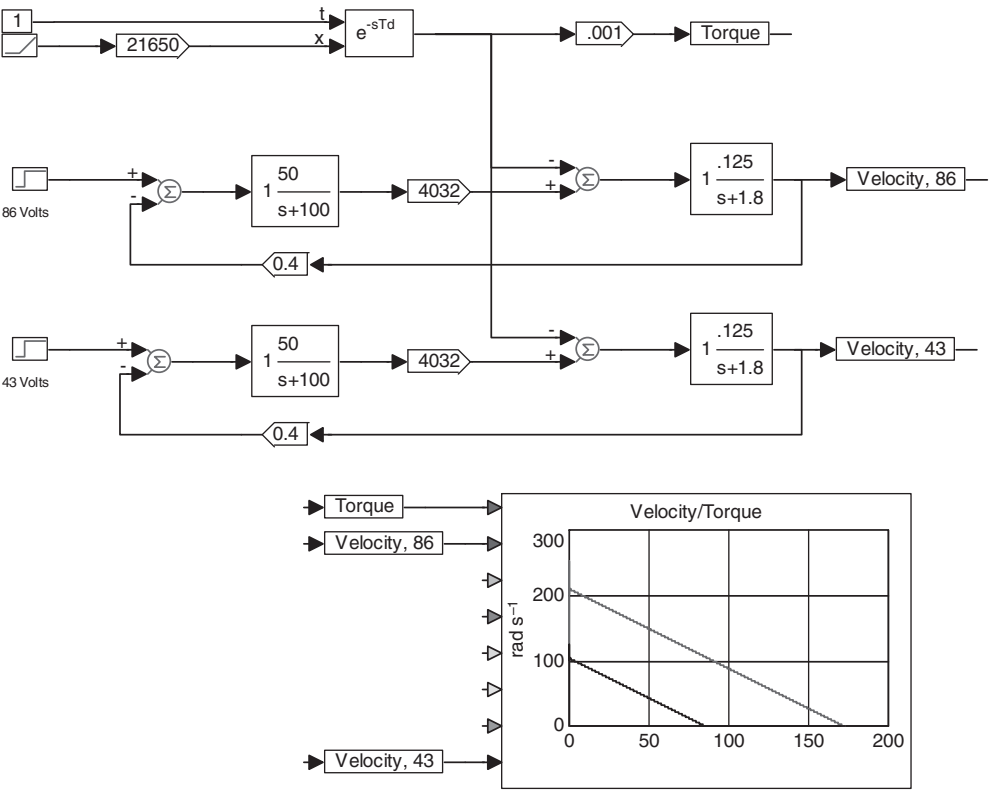 1
t
21650
x
e-sTd
.001
Torque
86 Volts
+
-
Σ
1 50
s+100
4032
-
+
Σ
1 .125
s+1.8
Velocity, 86
0.4
43 Volts
+
-
Σ
1 50
s+100
4032
-
+
Σ
1 .125
s+1.8
Velocity, 43
0.4
Torque
Velocity, 86
Velocity, 43
Velocity/Torque
rad s–1
300
200
100
0
0 50 100 150 200